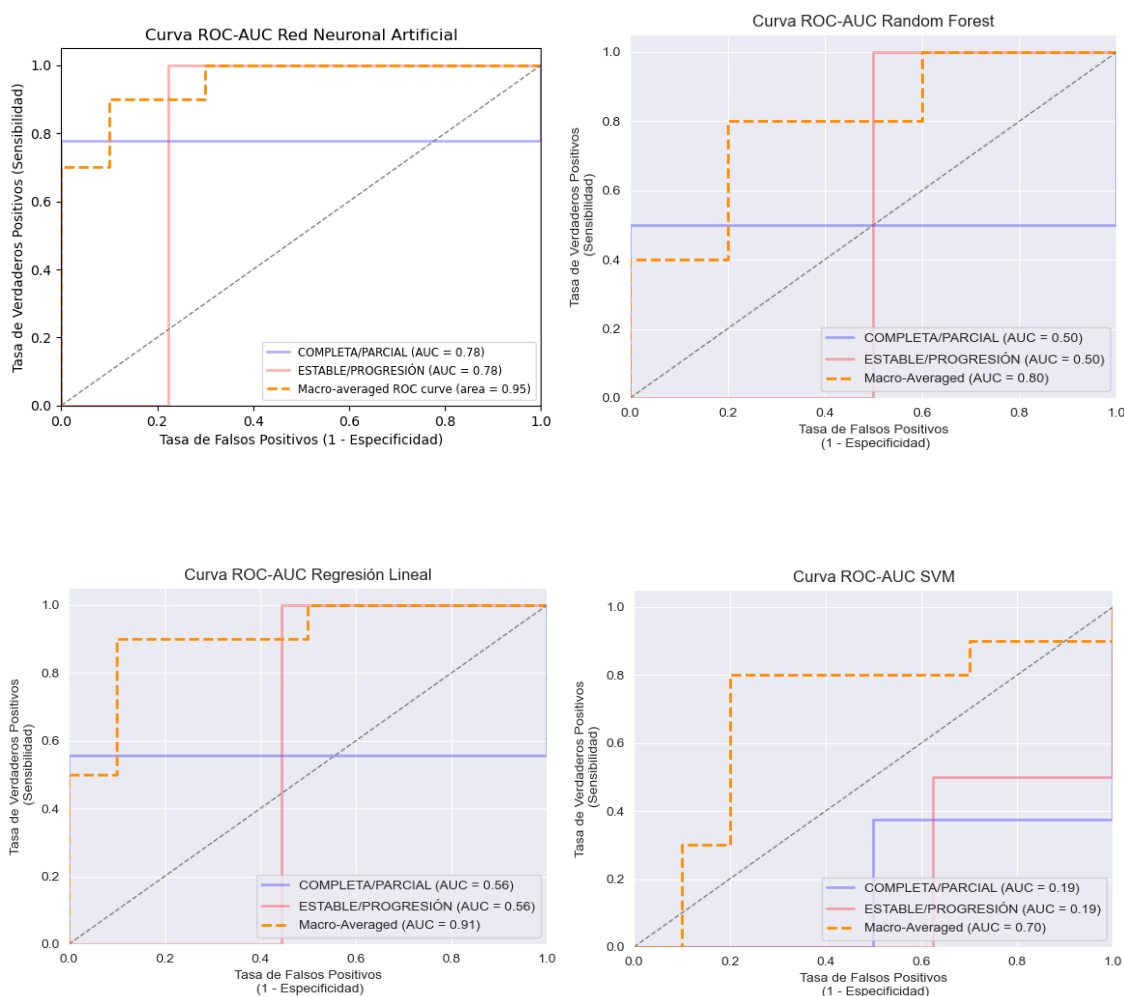 Curva ROC-AUC Red Neuronal Artificial
Tasa de Verdaderos Positivos (Sensibilidad)
1.0
0.8
0.6
0.4
0.2
0.0
COMPLETA/PARCIAL (AUC = 0.78)
ESTABLE/PROGRESIÓN (AUC = 0.78)
Macro-averaged ROC curve (area = 0.95)
0.0 0.2 0.4 0.6 0.8 1.0
Tasa de Falsos Positivos (1 - Especificidad)
Curva ROC-AUC Random Forest
Tasa de Verdaderos Positivos
(Sensibilidad)
1.0
0.8
0.6
0.4
0.2
0.0
COMPLETA/PARCIAL (AUC = 0.50)
ESTABLE/PROGRESIÓN (AUC = 0.50)
Macro-Averaged (AUC = 0.80)
0.0 0.2 0.4 0.6 0.8 1.0
Tasa de Falsos Positivos
(1 - Especificidad)
Curva ROC-AUC Regresión Lineal
Tasa de Verdaderos Positivos
(Sensibilidad)
1.0
0.8
0.6
0.4
0.2
0.0
COMPLETA/PARCIAL (AUC = 0.56)
ESTABLE/PROGRESIÓN (AUC = 0.56)
Macro-Averaged (AUC = 0.91)
0.0 0.2 0.4 0.6 0.8 1.0
Tasa de Falsos Positivos
(1 - Especificidad)
Curva ROC-AUC SVM
Tasa de Verdaderos Positivos
(Sensibilidad)
1.0
0.8
0.6
0.4
0.2
0.0
COMPLETA/PARCIAL (AUC = 0.19)
ESTABLE/PROGRESIÓN (AUC = 0.19)
Macro-Averaged (AUC = 0.70)
0.0 0.2 0.4 0.6 0.8 1.0
Tasa de Falsos Positivos
(1 - Especificidad)